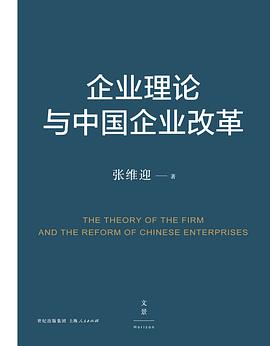 企业理论
与中国企业改革
张维迎 — 著
THE THEORY OF THE FIRM
AND THE REFORM OF CHINESE ENTERPRISES
文
景
Horizon
世纪出版集团 上海人民出版社